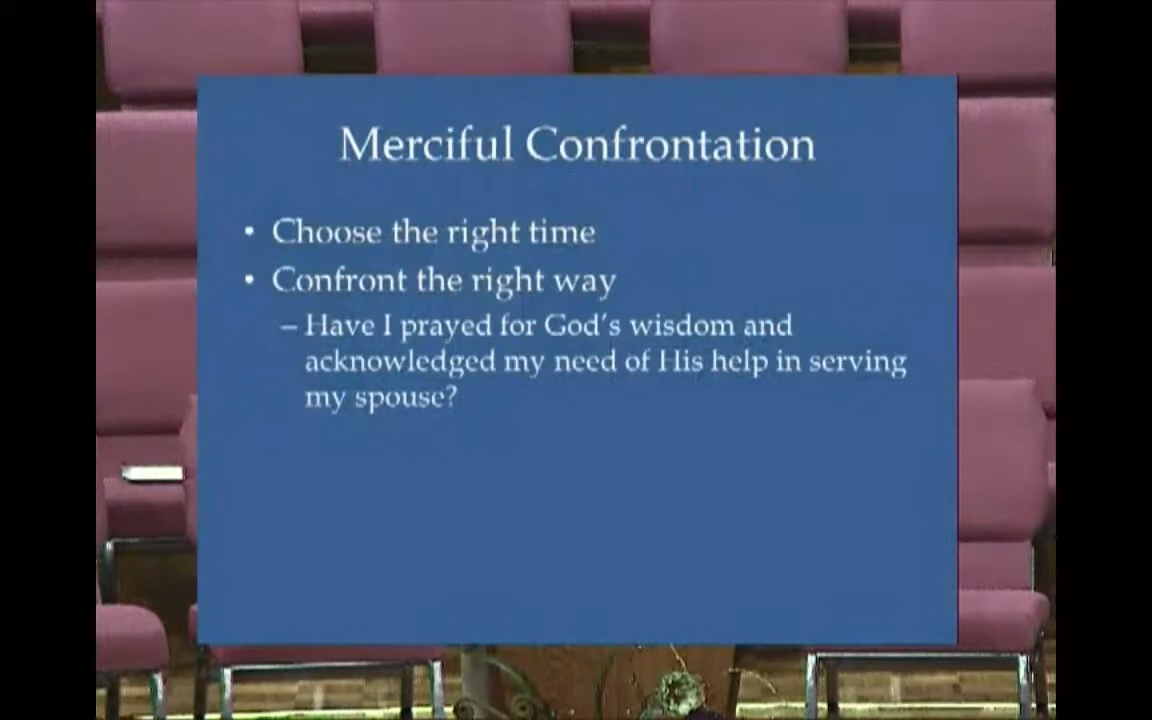 Merciful Confrontation
• Choose the right time
• Confront the right way
– Have I prayed for God's wisdom and
acknowledged my need of His help in serving
my spouse?